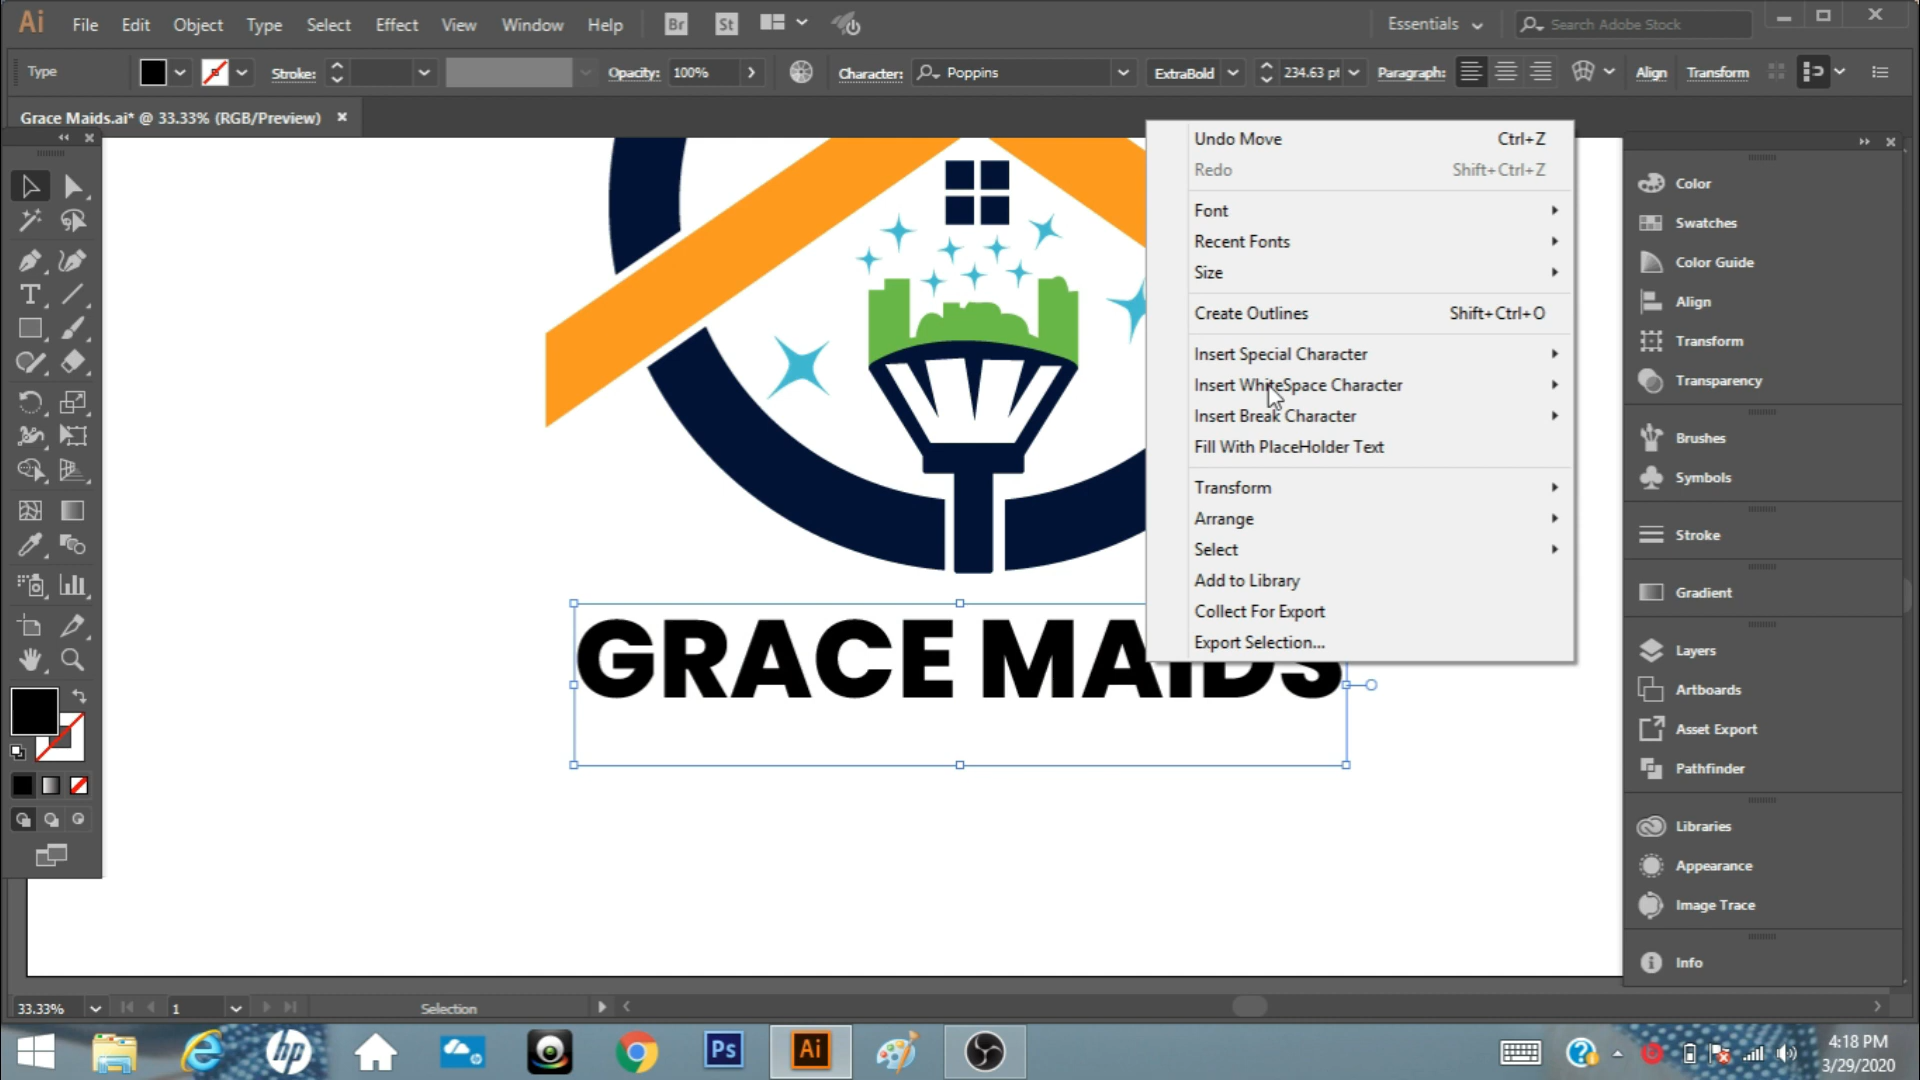 Ai File Edit Object Type Select Effect View Window Help Br St Essentials Search Adobe Stock
Type Stroke: Opacity: 100% Character: Poppins ExtraBold 234.63 pt Paragraph: Align Transform
Grace Maids.ai* @ 33.33% (RGB/Preview)
Undo Move Ctrl+Z
Redo Shift+Ctrl+Z
Font
Recent Fonts
Size
Create Outlines Shift+Ctrl+O
Insert Special Character
Insert WhiteSpace Character
Insert Break Character
Fill With PlaceHolder Text
Transform
Arrange
Select
Add to Library
Collect For Export
Export Selection...
GRACE MAIDS
Color
Swatches
Color Guide
Align
Transform
Transparency
Brushes
Symbols
Stroke
Gradient
Layers
Artboards
Asset Export
Pathfinder
Libraries
Appearance
Image Trace
Info
33.33% 1 Selection
hp Ps Ai
4:18 PM
3/29/2020